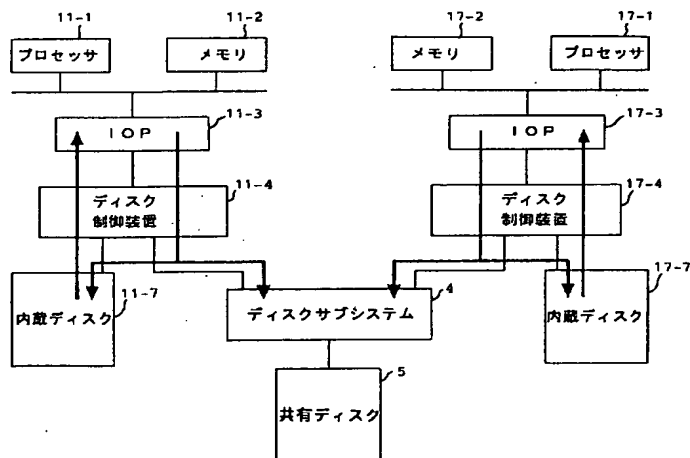 11-1
11-2
17-2
17-1
プロセッサ
メモリ
メモリ
プロセッサ
11-3
17-3
IOP
IOP
11-4
17-4
ディスク
制御装置
ディスク
制御装置
11-7
17-7
内蔵ディスク
4
ディスクサブシステム
内蔵ディスク
5
共有ディスク